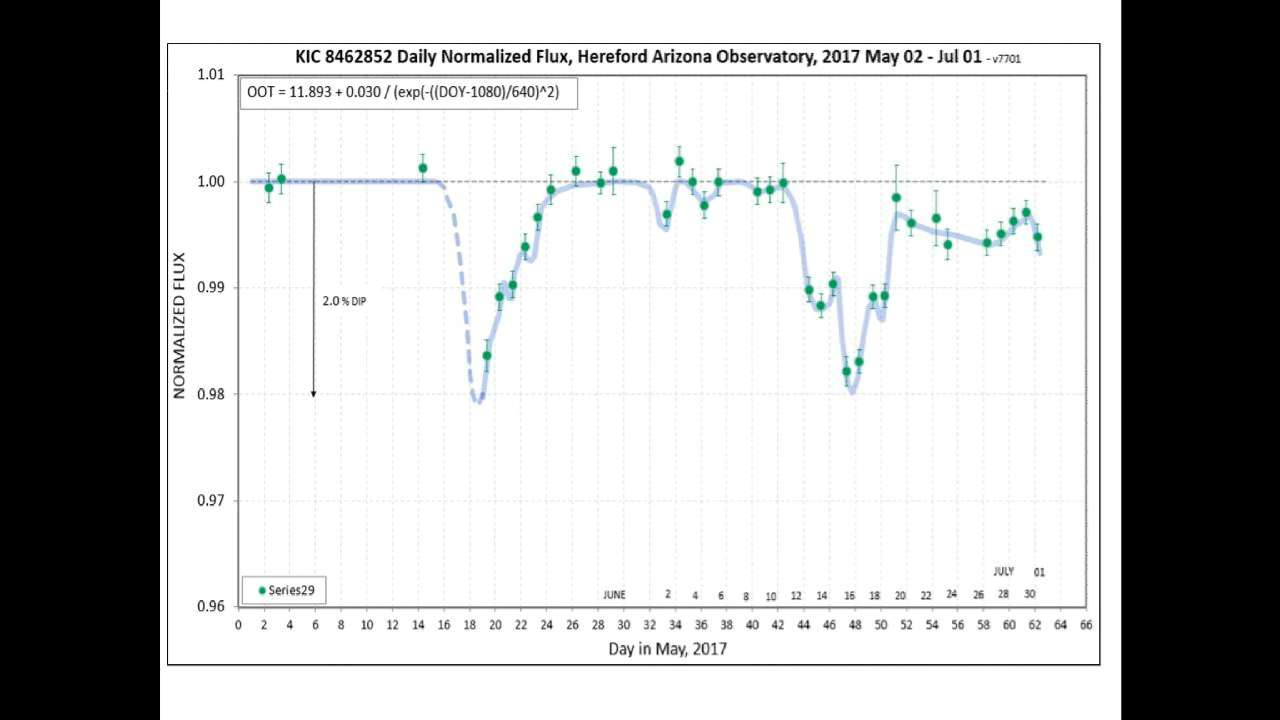 KIC 8462852 Daily Normalized Flux, Hereford Arizona Observatory, 2017 May 02 - Jul 01 - v7701
1.01
OOT = 11.893 + 0.030 / (exp(-((DOY-1080)/640)^2)
1.00
0.99
2.0 % DIP
NORMALIZED FLUX
0.98
0.97
JULY 01
Series29
JUNE 2 4 6 8 10 12 14 16 18 20 22 24 26 28 30
0.96
0 2 4 6 8 10 12 14 16 18 20 22 24 26 28 30 32 34 36 38 40 42 44 46 48 50 52 54 56 58 60 62 64 66
Day in May, 2017